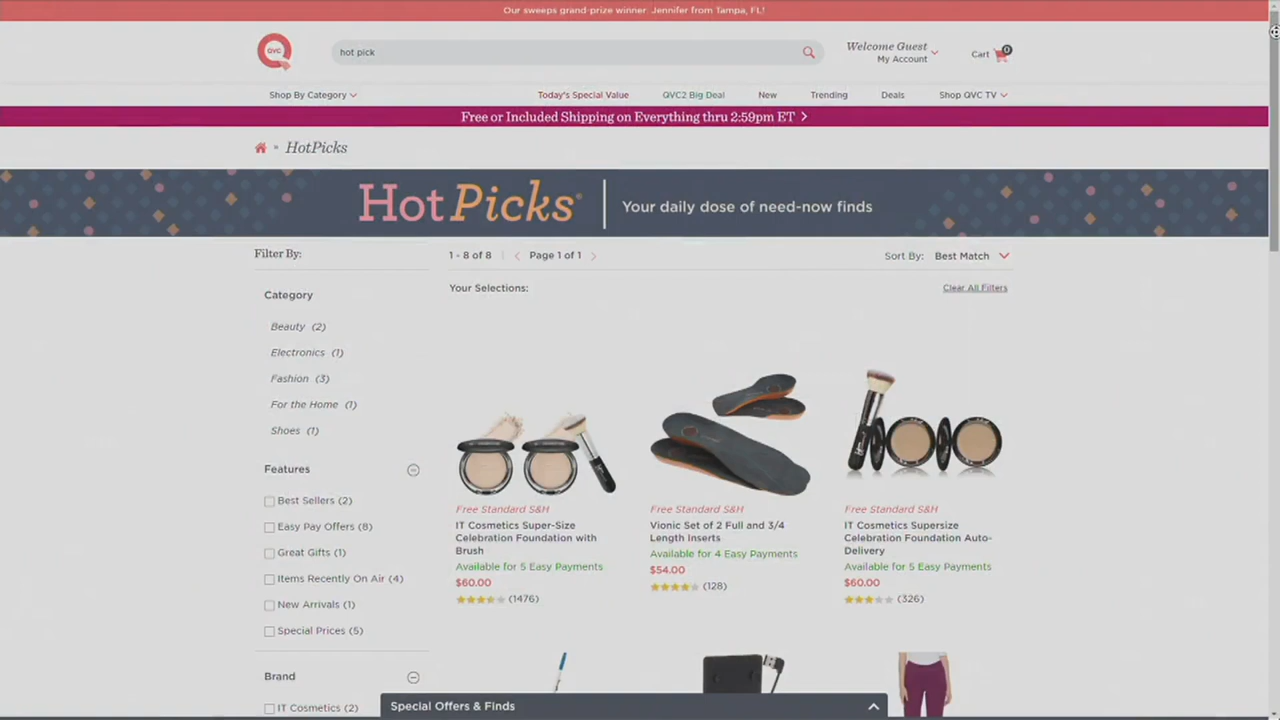 Our sweeps grand-prize winner: Jennifer from Tampa, FL!
QVC
hot pick
Welcome Guest
My Account
Cart
0
Shop By Category
Today's Special Value
QVC2 Big Deal
New
Trending
Deals
Shop QVC TV
Free or Included Shipping on Everything thru 2:59pm ET >
» HotPicks
HotPicks®
Your daily dose of need-now finds
Filter By:
1 - 8 of 8
Page 1 of 1
Sort By: Best Match
Category
Your Selections:
Clear All Filters
Beauty (2)
Electronics (1)
Fashion (3)
For the Home (1)
Shoes (1)
Features
Best Sellers (2)
Easy Pay Offers (8)
Great Gifts (1)
Items Recently On Air (4)
New Arrivals (1)
Special Prices (5)
Brand
IT Cosmetics (2)
Free Standard S&H
IT Cosmetics Super-Size
Celebration Foundation with
Brush
Available for 5 Easy Payments
$60.00
(1476)
Free Standard S&H
Vionic Set of 2 Full and 3/4
Length Inserts
Available for 4 Easy Payments
$54.00
(128)
Free Standard S&H
IT Cosmetics Supersize
Celebration Foundation Auto-
Delivery
Available for 5 Easy Payments
$60.00
(326)
Special Offers & Finds